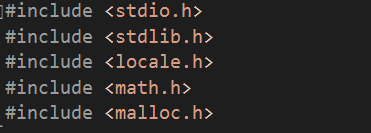 #include <stdio.h>
#include <stdlib.h>
#include <locale.h>
#include <math.h>
#include <malloc.h>